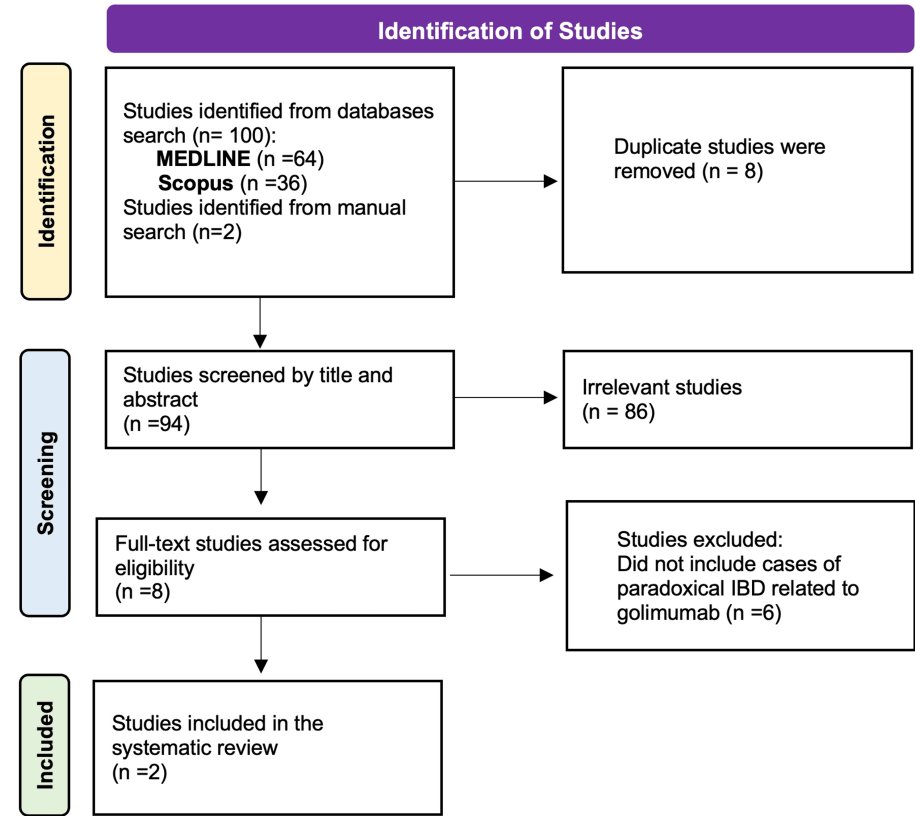 Identification of Studies
Identification
Studies identified from databases
search (n= 100):
MEDLINE (n =64)
Scopus (n =36)
Studies identified from manual
search (n=2)
Duplicate studies were
removed (n = 8)
Screening
Studies screened by title and
abstract
(n =94)
Irrelevant studies
(n = 86)
Full-text studies assessed for
eligibility
(n =8)
Studies excluded:
Did not include cases of
paradoxical IBD related to
golimumab (n =6)
Included
Studies included in the
systematic review
(n =2)